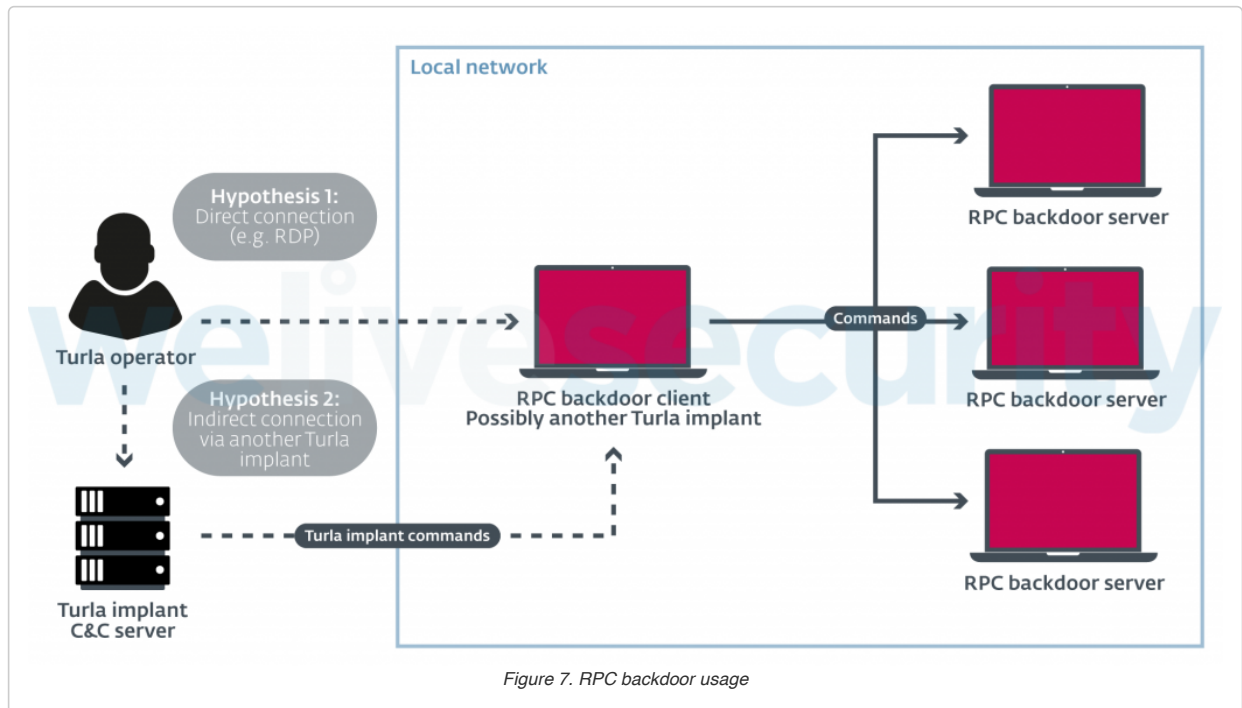 Local network
Hypothesis 1:
Direct connection
(e.g. RDP)
RPC backdoor server
Turla operator
Commands
RPC backdoor client
Possibly another Turla implant
RPC backdoor server
Hypothesis 2:
Indirect connection
via another Turla
implant
Turla implant commands
RPC backdoor server
Turla implant
C&C server
welivesecurity
Figure 7. RPC backdoor usage